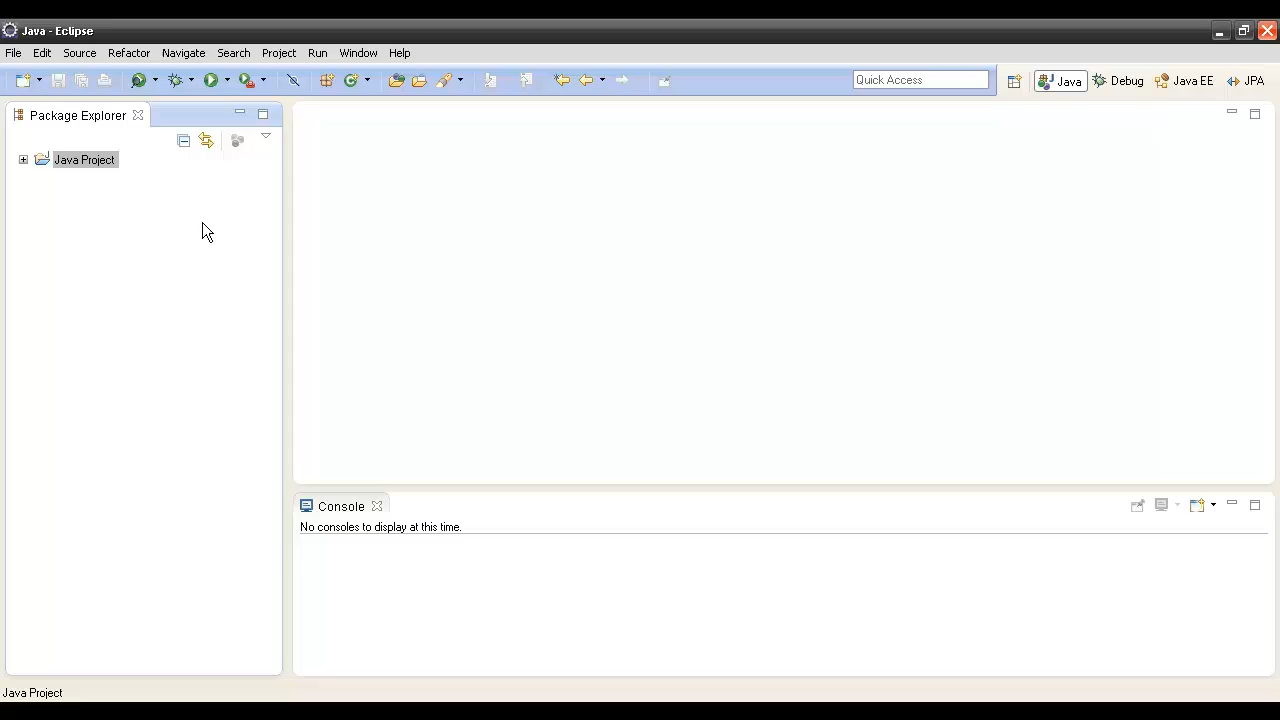 Java - Eclipse
File Edit Source Refactor Navigate Search Project Run Window Help
Quick Access Java Debug Java EE JPA
Package Explorer
Java Project
Console
No consoles to display at this time.
Java Project